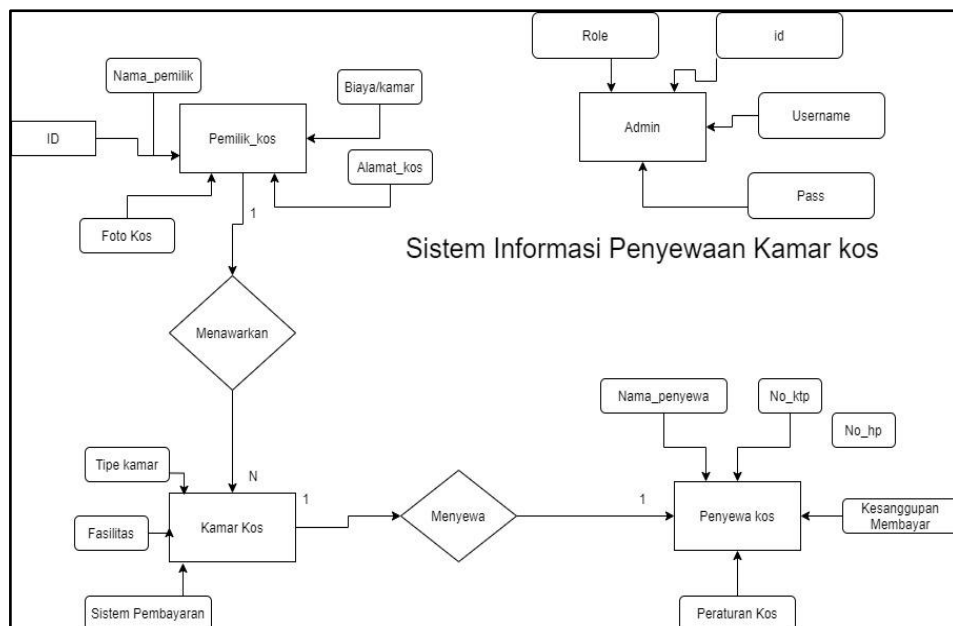 Role
id
Nama_pemilik
Biaya/kamar
ID
Pemilik_kos
Admin
Username
Alamat_kos
Pass
1
Foto Kos
Sistem Informasi Penyewaan Kamar kos
Menawarkan
Nama_penyewa
No_ktp
No_hp
Tipe kamar
N
1
1
Kamar Kos
Menyewa
Penyewa kos
Kesanggupan
Membayar
Fasilitas
Sistem Pembayaran
Peraturan Kos